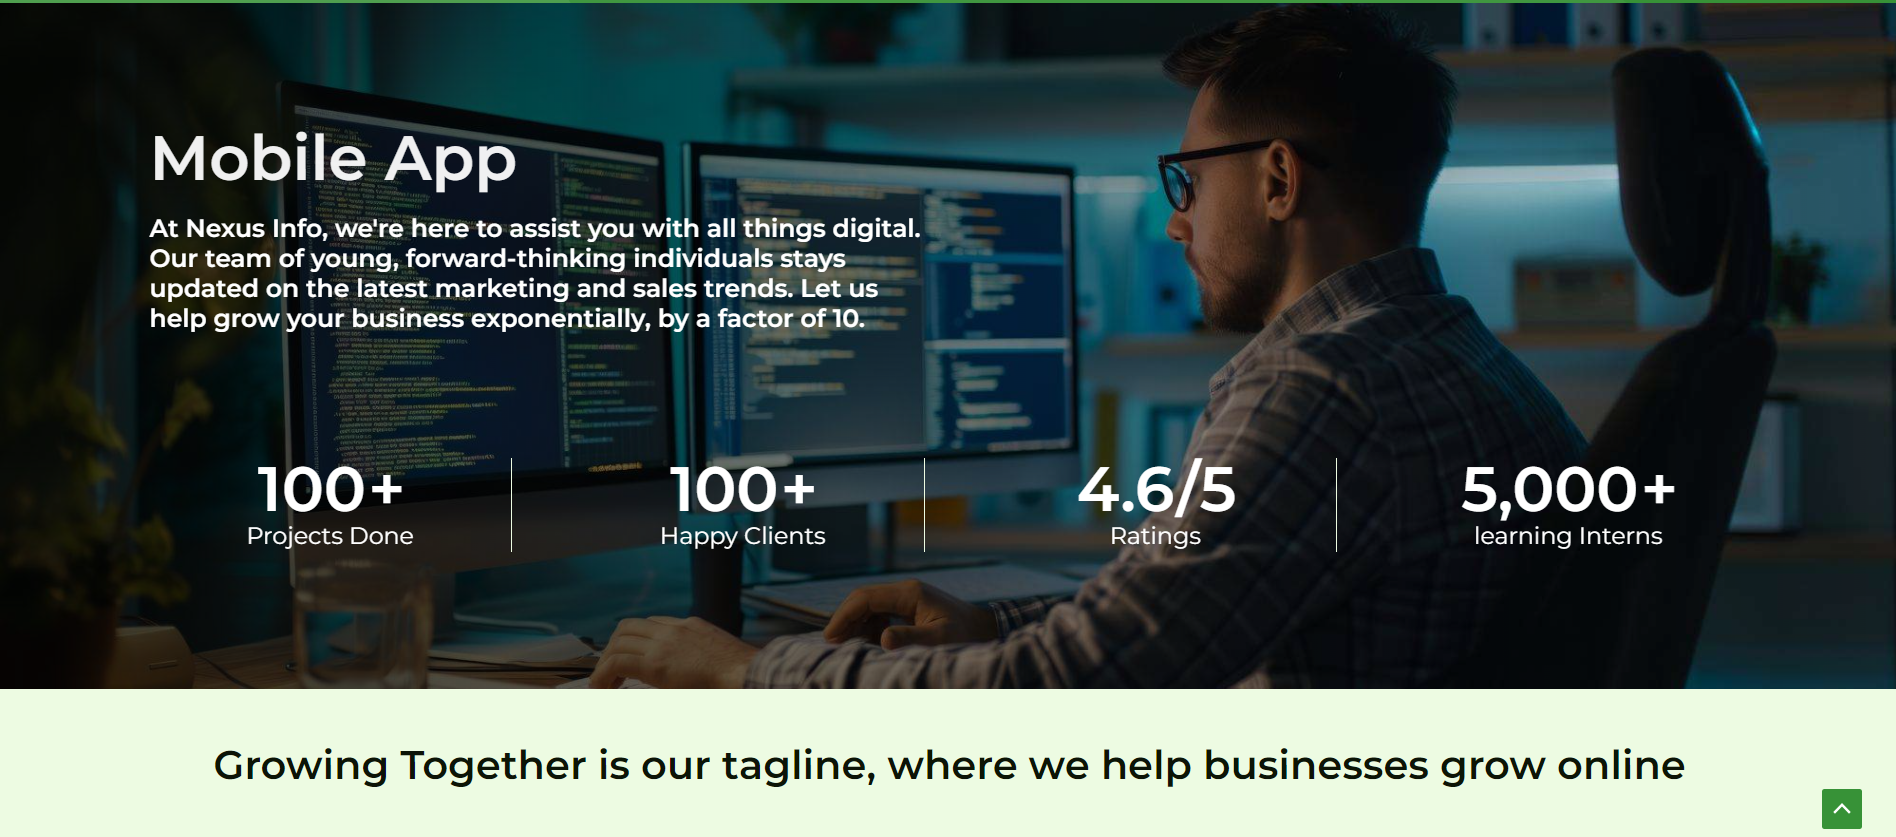 Mobile App
At Nexus Info, we're here to assist you with all things digital.
Our team of young, forward-thinking individuals stays
updated on the latest marketing and sales trends. Let us
help grow your business exponentially, by a factor of 10.
100+
Projects Done
100+
Happy Clients
4.6/5
Ratings
5,000+
learning Interns
Growing Together is our tagline, where we help businesses grow online